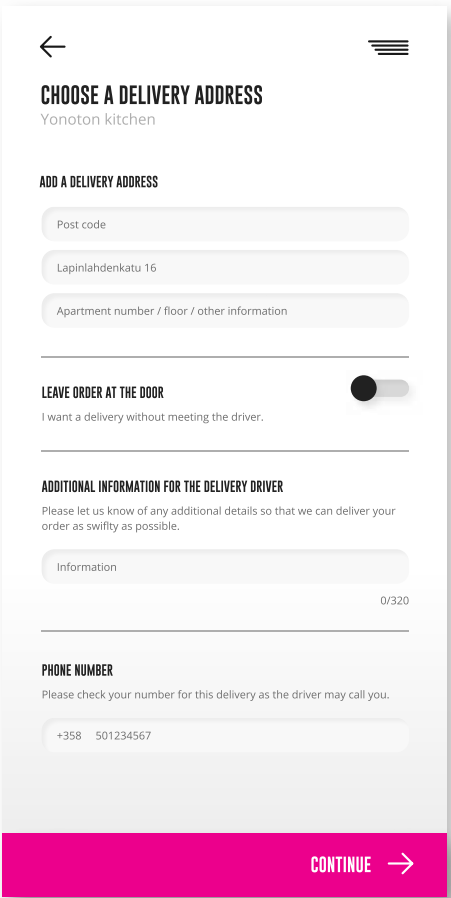 CHOOSE A DELIVERY ADDRESS
Yonoton kitchen
ADD A DELIVERY ADDRESS
Post code
Lapinlahdenkatu 16
Apartment number / floor / other information
LEAVE ORDER AT THE DOOR
I want a delivery without meeting the driver.
ADDITIONAL INFORMATION FOR THE DELIVERY DRIVER
Please let us know of any additional details so that we can deliver your
order as swiflty as possible.
Information
0/320
PHONE NUMBER
Please check your number for this delivery as the driver may call you.
+358 501234567
CONTINUE